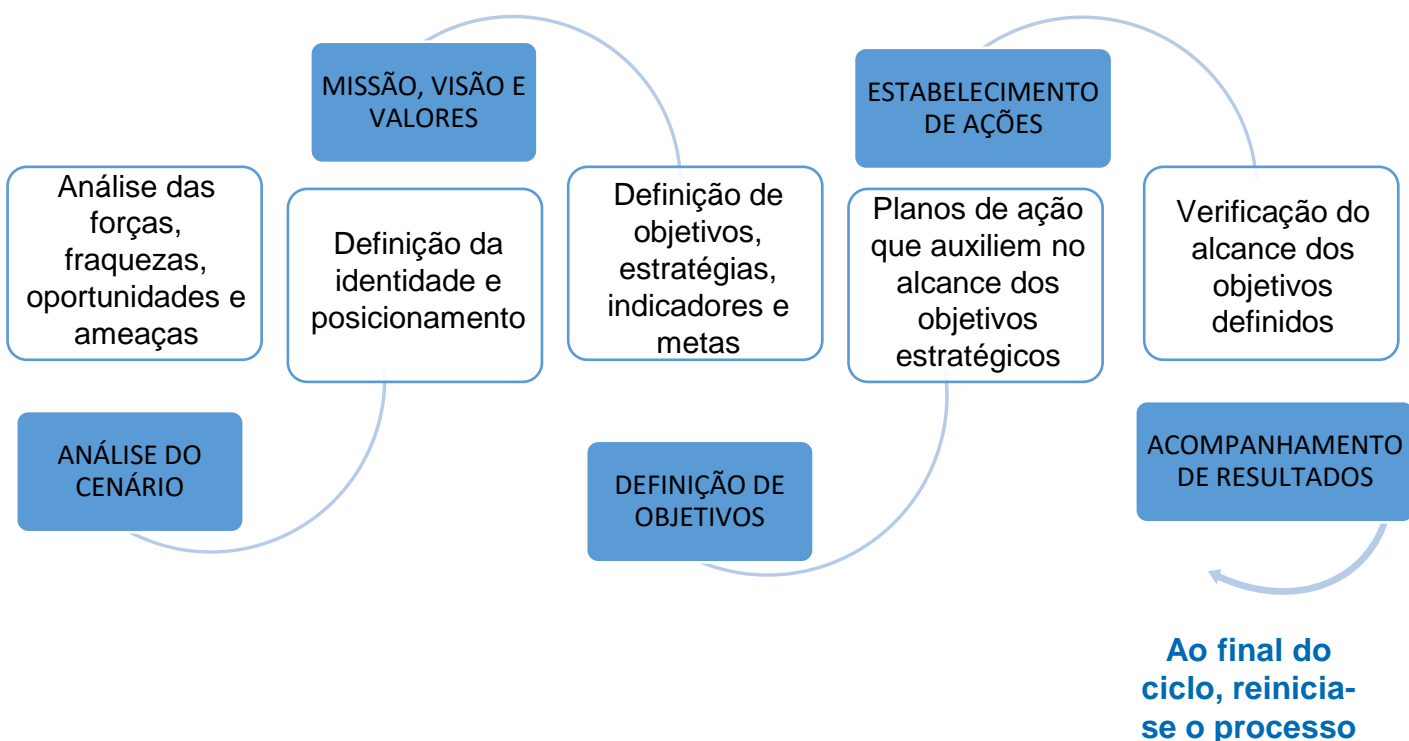 Análise das
forças,
fraquezas,
oportunidades e
ameaças
ANÁLISE DO
CENÁRIO
MISSÃO, VISÃO E
VALORES
Definição da
identidade e
posicionamento
Definição de
objetivos,
estratégias,
indicadores e
metas
DEFINIÇÃO DE
OBJETIVOS
ESTABELECIMENTO
DE AÇÕES
Planos de ação
que auxiliem no
alcance dos
objetivos
estratégicos
Verificação do
alcance dos
objetivos
definidos
ACOMPANHAMENTO
DE RESULTADOS
Ao final do
ciclo, reinicia-
se o processo